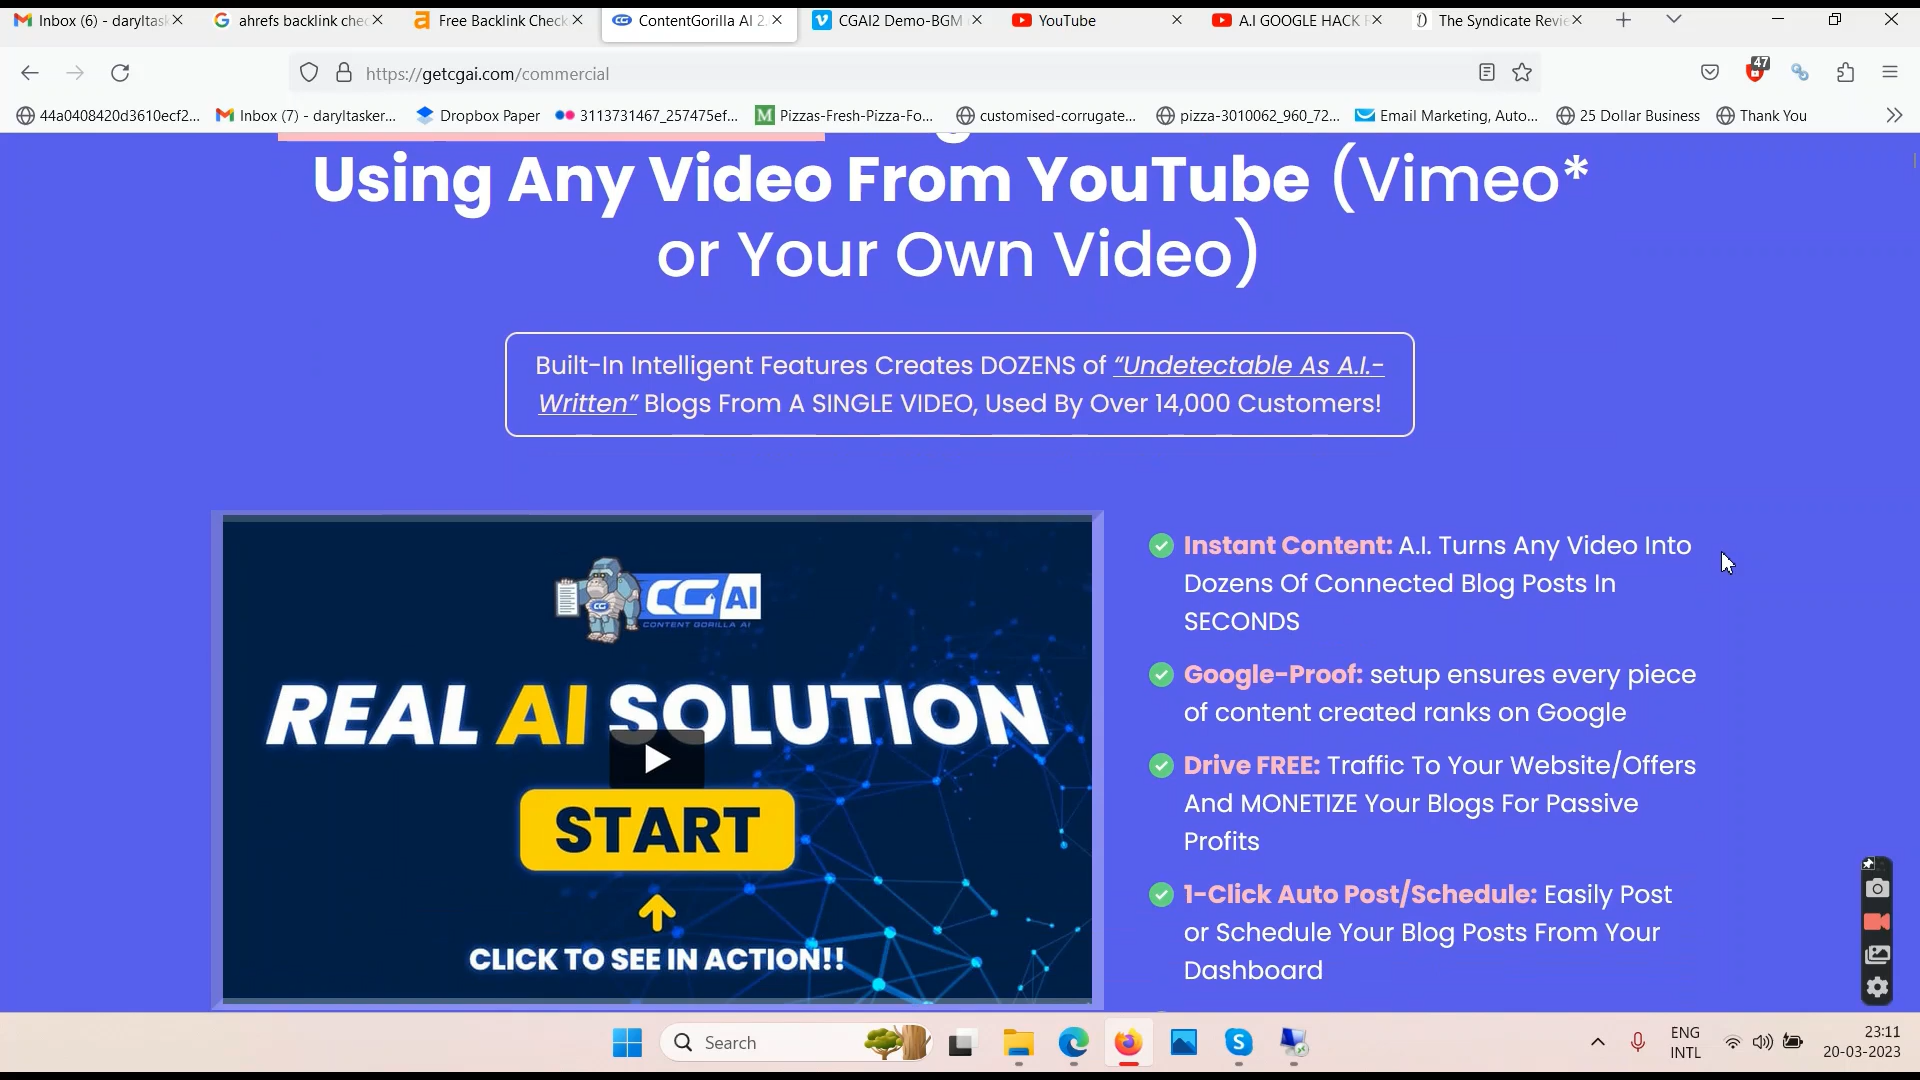 Inbox (6) - daryltask
ahrefs backlink chec
Free Backlink Check
ContentGorilla AI 2.
CGAI2 Demo-BGM
YouTube
A.I GOOGLE HACK
The Syndicate Revie
https://getcgai.com/commercial
47
44a0408420d3610ecf2...
Inbox (7) - daryltasker...
Dropbox Paper
3113731467_257475ef...
M
Pizzas-Fresh-Pizza-Fo...
customised-corrugate...
pizza-3010062_960_72...
Email Marketing, Auto...
25 Dollar Business
Thank You
Using Any Video From YouTube (Vimeo*
or Your Own Video)
Built-In Intelligent Features Creates DOZENS of “Undetectable As A.I.-
Written” Blogs From A SINGLE VIDEO, Used By Over 14,000 Customers!
CG AI
CONTENT GORILLA AI
REAL AI SOLUTION
START
CLICK TO SEE IN ACTION!!
Instant Content: A.I. Turns Any Video Into
Dozens Of Connected Blog Posts In
SECONDS
Google-Proof: setup ensures every piece
of content created ranks on Google
Drive FREE: Traffic To Your Website/Offers
And MONETIZE Your Blogs For Passive
Profits
1-Click Auto Post/Schedule: Easily Post
or Schedule Your Blog Posts From Your
Dashboard
Search
ENG
INTL
23:11
20-03-2023